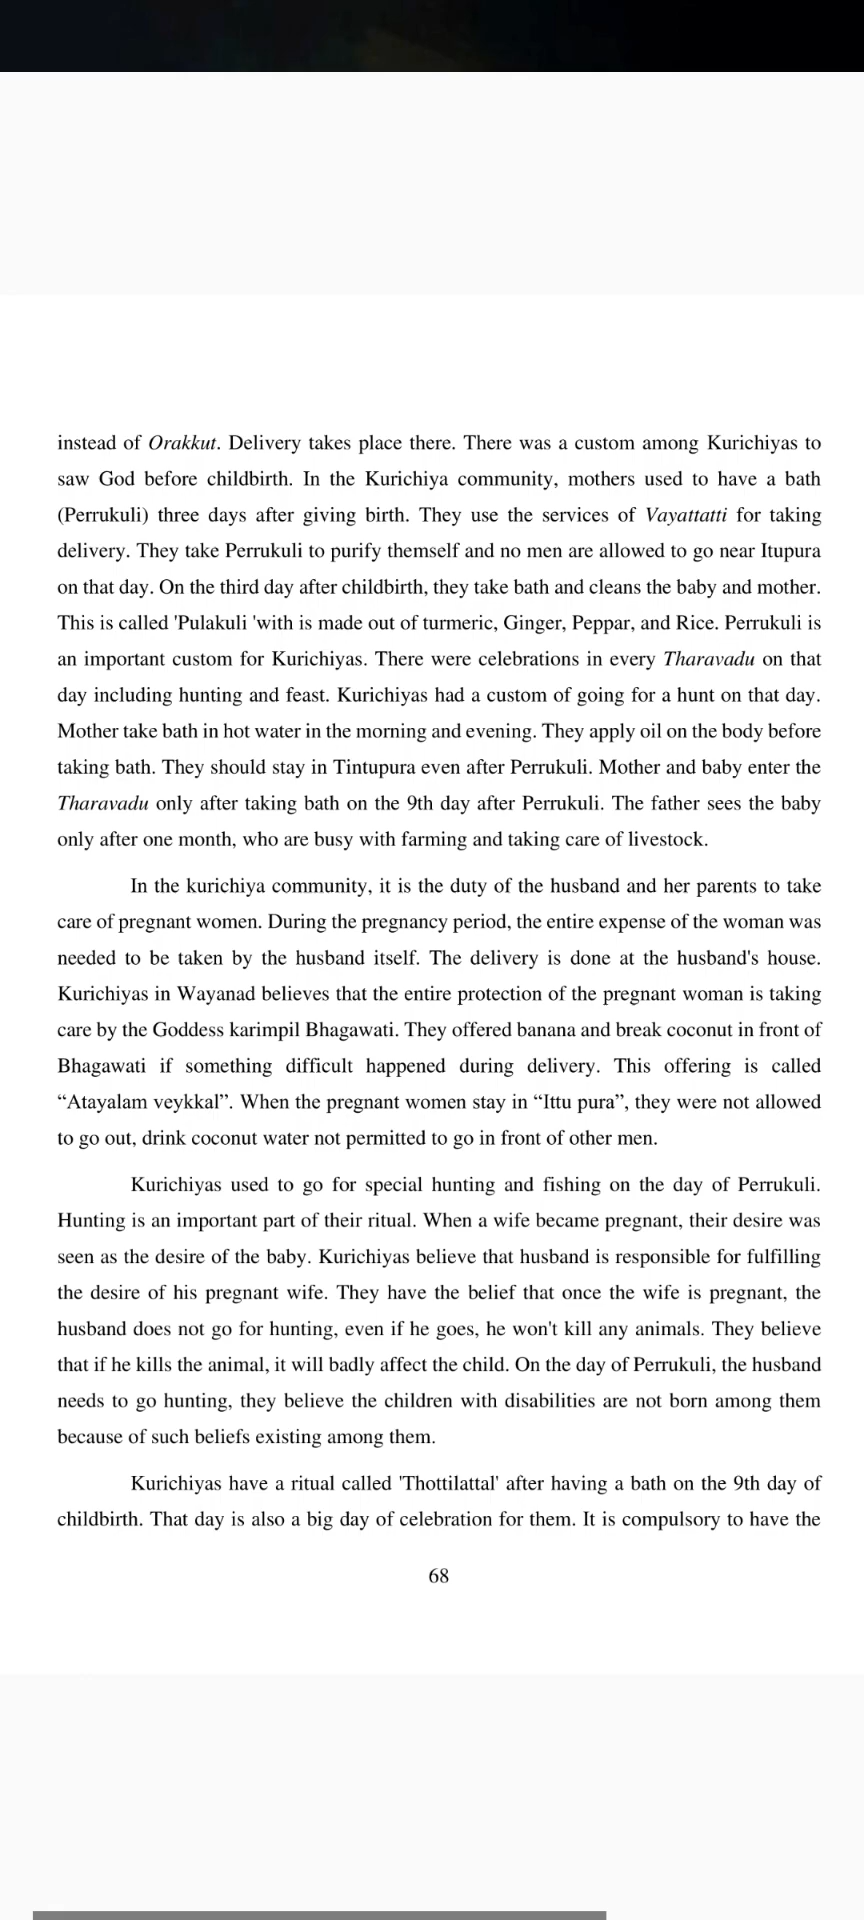 instead of Orakkut. Delivery takes place there. There was a custom among Kurichiyas to
saw God before childbirth. In the Kurichiya community, mothers used to have a bath
(Perrukuli) three days after giving birth. They use the services of Vayattatti for taking
delivery. They take Perrukuli to purify themself and no men are allowed to go near Itupura
on that day. On the third day after childbirth, they take bath and cleans the baby and mother.
This is called 'Pulakuli 'with is made out of turmeric, Ginger, Peppar, and Rice. Perrukuli is
an important custom for Kurichiyas. There were celebrations in every Tharavadu on that
day including hunting and feast. Kurichiyas had a custom of going for a hunt on that day.
Mother take bath in hot water in the morning and evening. They apply oil on the body before
taking bath. They should stay in Tintupura even after Perrukuli. Mother and baby enter the
Tharavadu only after taking bath on the 9th day after Perrukuli. The father sees the baby
only after one month, who are busy with farming and taking care of livestock.
In the kurichiya community, it is the duty of the husband and her parents to take
care of pregnant women. During the pregnancy period, the entire expense of the woman was
needed to be taken by the husband itself. The delivery is done at the husband's house.
Kurichiyas in Wayanad believes that the entire protection of the pregnant woman is taking
care by the Goddess karimpil Bhagawati. They offered banana and break coconut in front of
Bhagawati if something difficult happened during delivery. This offering is called
“Atayalam veykkal”. When the pregnant women stay in “Ittu pura”, they were not allowed
to go out, drink coconut water not permitted to go in front of other men.
Kurichiyas used to go for special hunting and fishing on the day of Perrukuli.
Hunting is an important part of their ritual. When a wife became pregnant, their desire was
seen as the desire of the baby. Kurichiyas believe that husband is responsible for fulfilling
the desire of his pregnant wife. They have the belief that once the wife is pregnant, the
husband does not go for hunting, even if he goes, he won't kill any animals. They believe
that if he kills the animal, it will badly affect the child. On the day of Perrukuli, the husband
needs to go hunting, they believe the children with disabilities are not born among them
because of such beliefs existing among them.
Kurichiyas have a ritual called 'Thottilattal' after having a bath on the 9th day of
childbirth. That day is also a big day of celebration for them. It is compulsory to have the
68